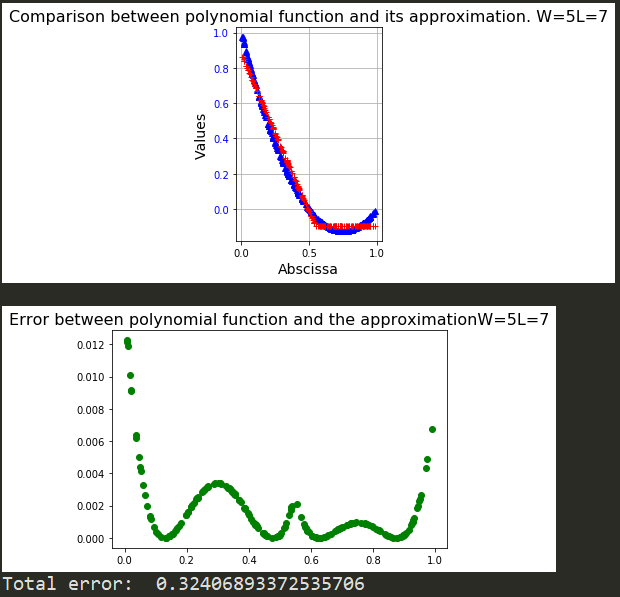 Comparison between polynomial function and its approximation. W=5L=7
1.0
0.8
0.6
0.4
0.2
0.0
Values
0.0 0.5 1.0
Abscissa
Error between polynomial function and the approximationW=5L=7
0.012
0.010
0.008
0.006
0.004
0.002
0.000
0.0 0.2 0.4 0.6 0.8 1.0
Total error: 0.32406893372535706